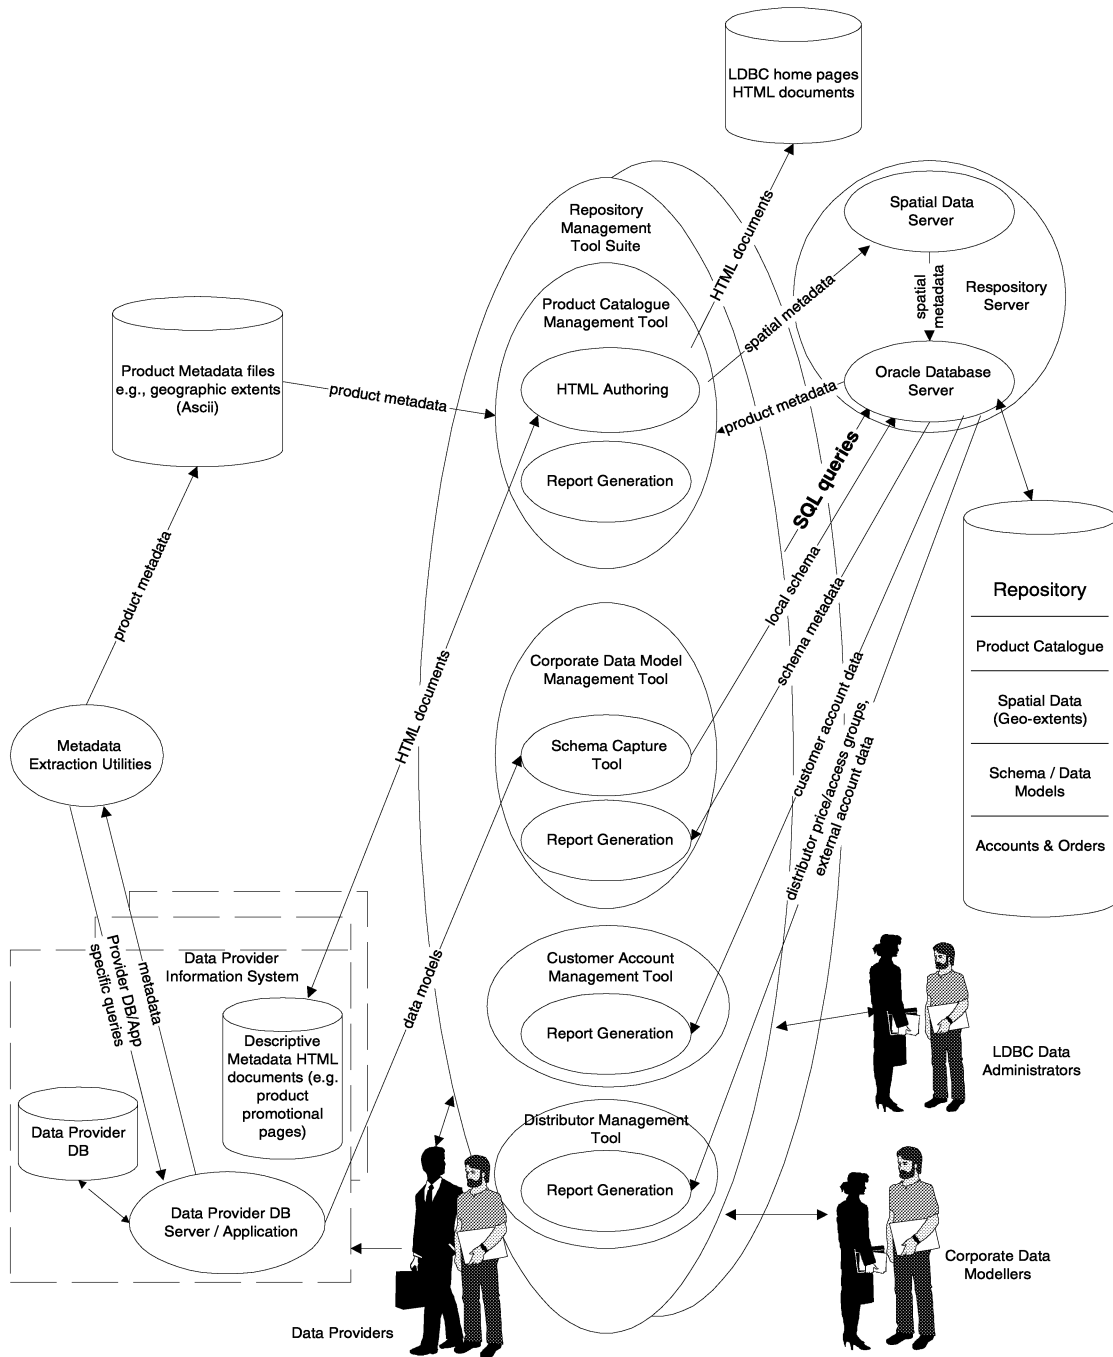 LDBC home pages
HTML documents
Repository
Management
Tool Suite
HTML documents
Spatial Data
Server
spatial
metadata
Respository
Server
Product Catalogue
Management Tool
spatial metadata
Product Metadata files
e.g., geographic extents
(Ascii)
product metadata
HTML Authoring
product metadata
Oracle Database
Server
Report Generation
SQL queries
product metadata
local schema
schema metadata
Repository
Product Catalogue
Spatial Data
(Geo-extents)
Schema / Data
Models
Accounts & Orders
Corporate Data Model
Management Tool
HTML documents
customer account data
distributor price/access groups,
external account data
Metadata
Extraction Utilities
Schema Capture
Tool
Report Generation
Provider DB/App
specific queries
metadata
Data Provider
Information System
data models
Customer Account
Management Tool
Report Generation
Descriptive
Metadata HTML
documents (e.g.
product
promotional
pages)
LDBC Data
Administrators
Data Provider
DB
Distributor Management
Tool
Report Generation
Data Provider DB
Server / Application
Corporate Data
Modellers
Data Providers